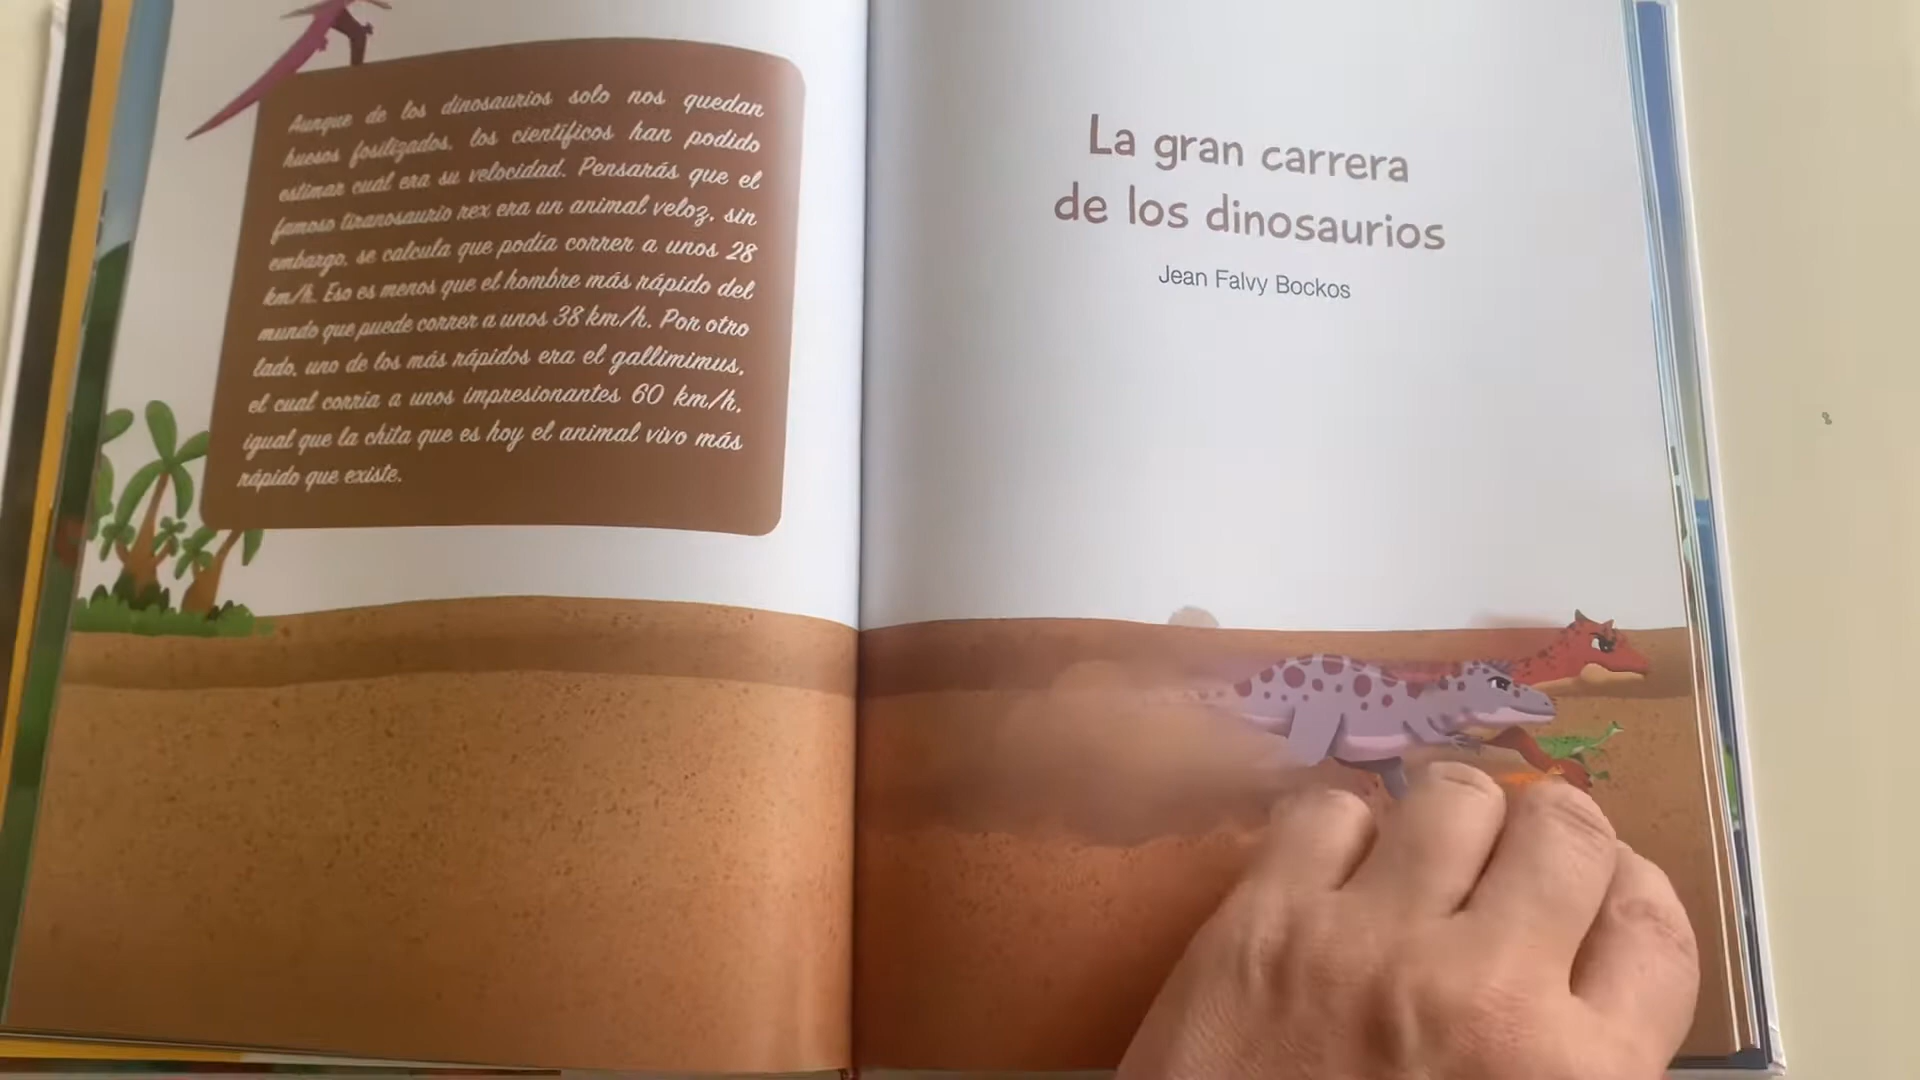 Aunque de los dinosaurios solo nos quedan
huesos fosilizados, los científicos han podido
estimar cuál era su velocidad. Pensarás que el
famoso tiranosaurio rex era un animal veloz, sin
embargo, se calcula que podía correr a unos 28
km/h. Eso es menos que el hombre más rápido del
mundo que puede correr a unos 38 km/h. Por otro
lado, uno de los más rápidos era el gallimimus,
el cual corría a unos impresionantes 60 km/h,
igual que la chita que es hoy el animal vivo más
rápido que existe.
La gran carrera
de los dinosaurios
Jean Falvy Bockos